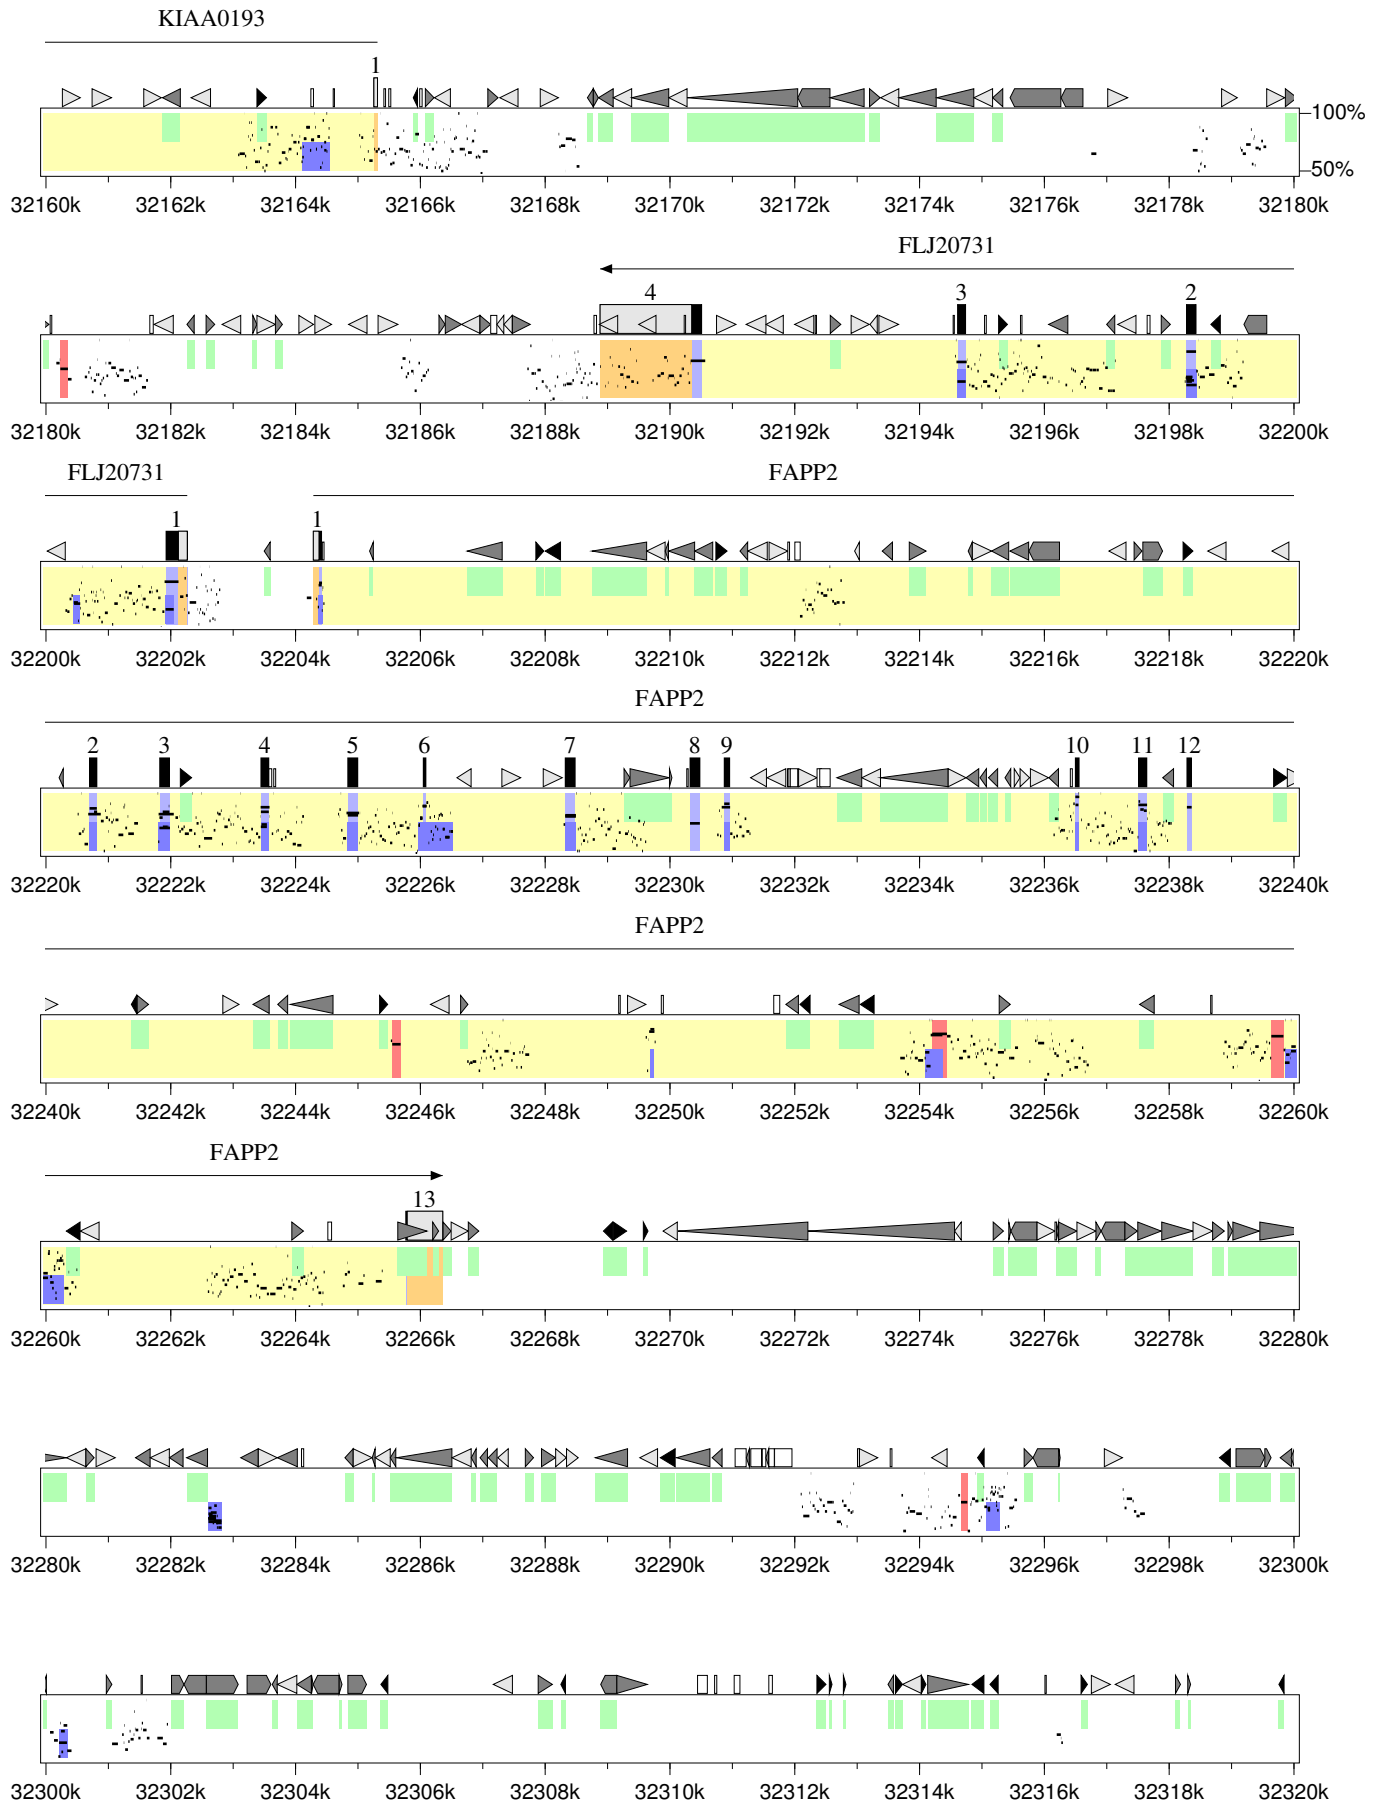 KIAA0193
1
100%
50%
32160k 32162k 32164k 32166k 32168k 32170k 32172k 32174k 32176k 32178k 32180k
FLJ20731
4 3 2
32180k 32182k 32184k 32186k 32188k 32190k 32192k 32194k 32196k 32198k 32200k
FLJ20731 FAPP2
1 1
32200k 32202k 32204k 32206k 32208k 32210k 32212k 32214k 32216k 32218k 32220k
FAPP2
2 3 4 5 6 7 8 9 10 11 12
32220k 32222k 32224k 32226k 32228k 32230k 32232k 32234k 32236k 32238k 32240k
FAPP2
32240k 32242k 32244k 32246k 32248k 32250k 32252k 32254k 32256k 32258k 32260k
FAPP2
13
32260k 32262k 32264k 32266k 32268k 32270k 32272k 32274k 32276k 32278k 32280k
32280k 32282k 32284k 32286k 32288k 32290k 32292k 32294k 32296k 32298k 32300k
32300k 32302k 32304k 32306k 32308k 32310k 32312k 32314k 32316k 32318k 32320k